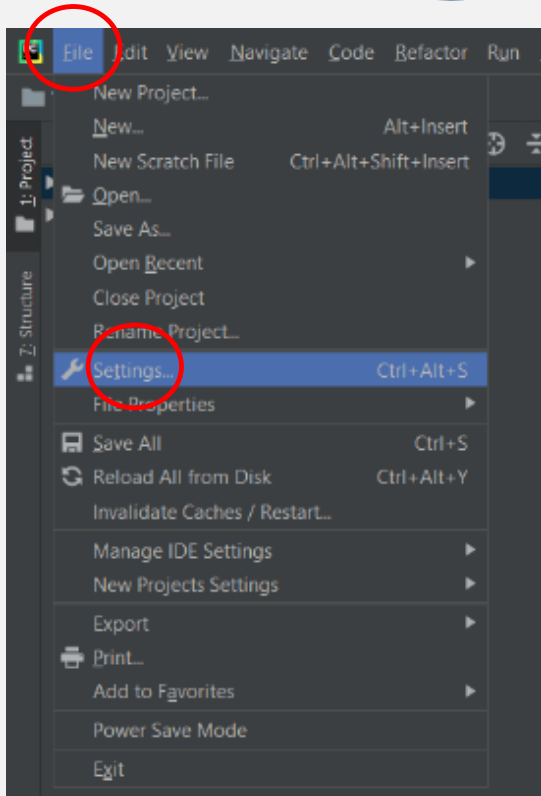 File Edit View Navigate Code Refactor Run
New Project...
New... Alt+Insert
New Scratch File Ctrl+Alt+Shift+Insert
Open...
Save As...
Open Recent
Close Project
Rename Project...
Settings... Ctrl+Alt+S
File Properties
Save All Ctrl+S
Reload All from Disk Ctrl+Alt+Y
Invalidate Caches / Restart...
Manage IDE Settings
New Projects Settings
Export
Print...
Add to Favorites
Power Save Mode
Exit
1: Project
7: Structure